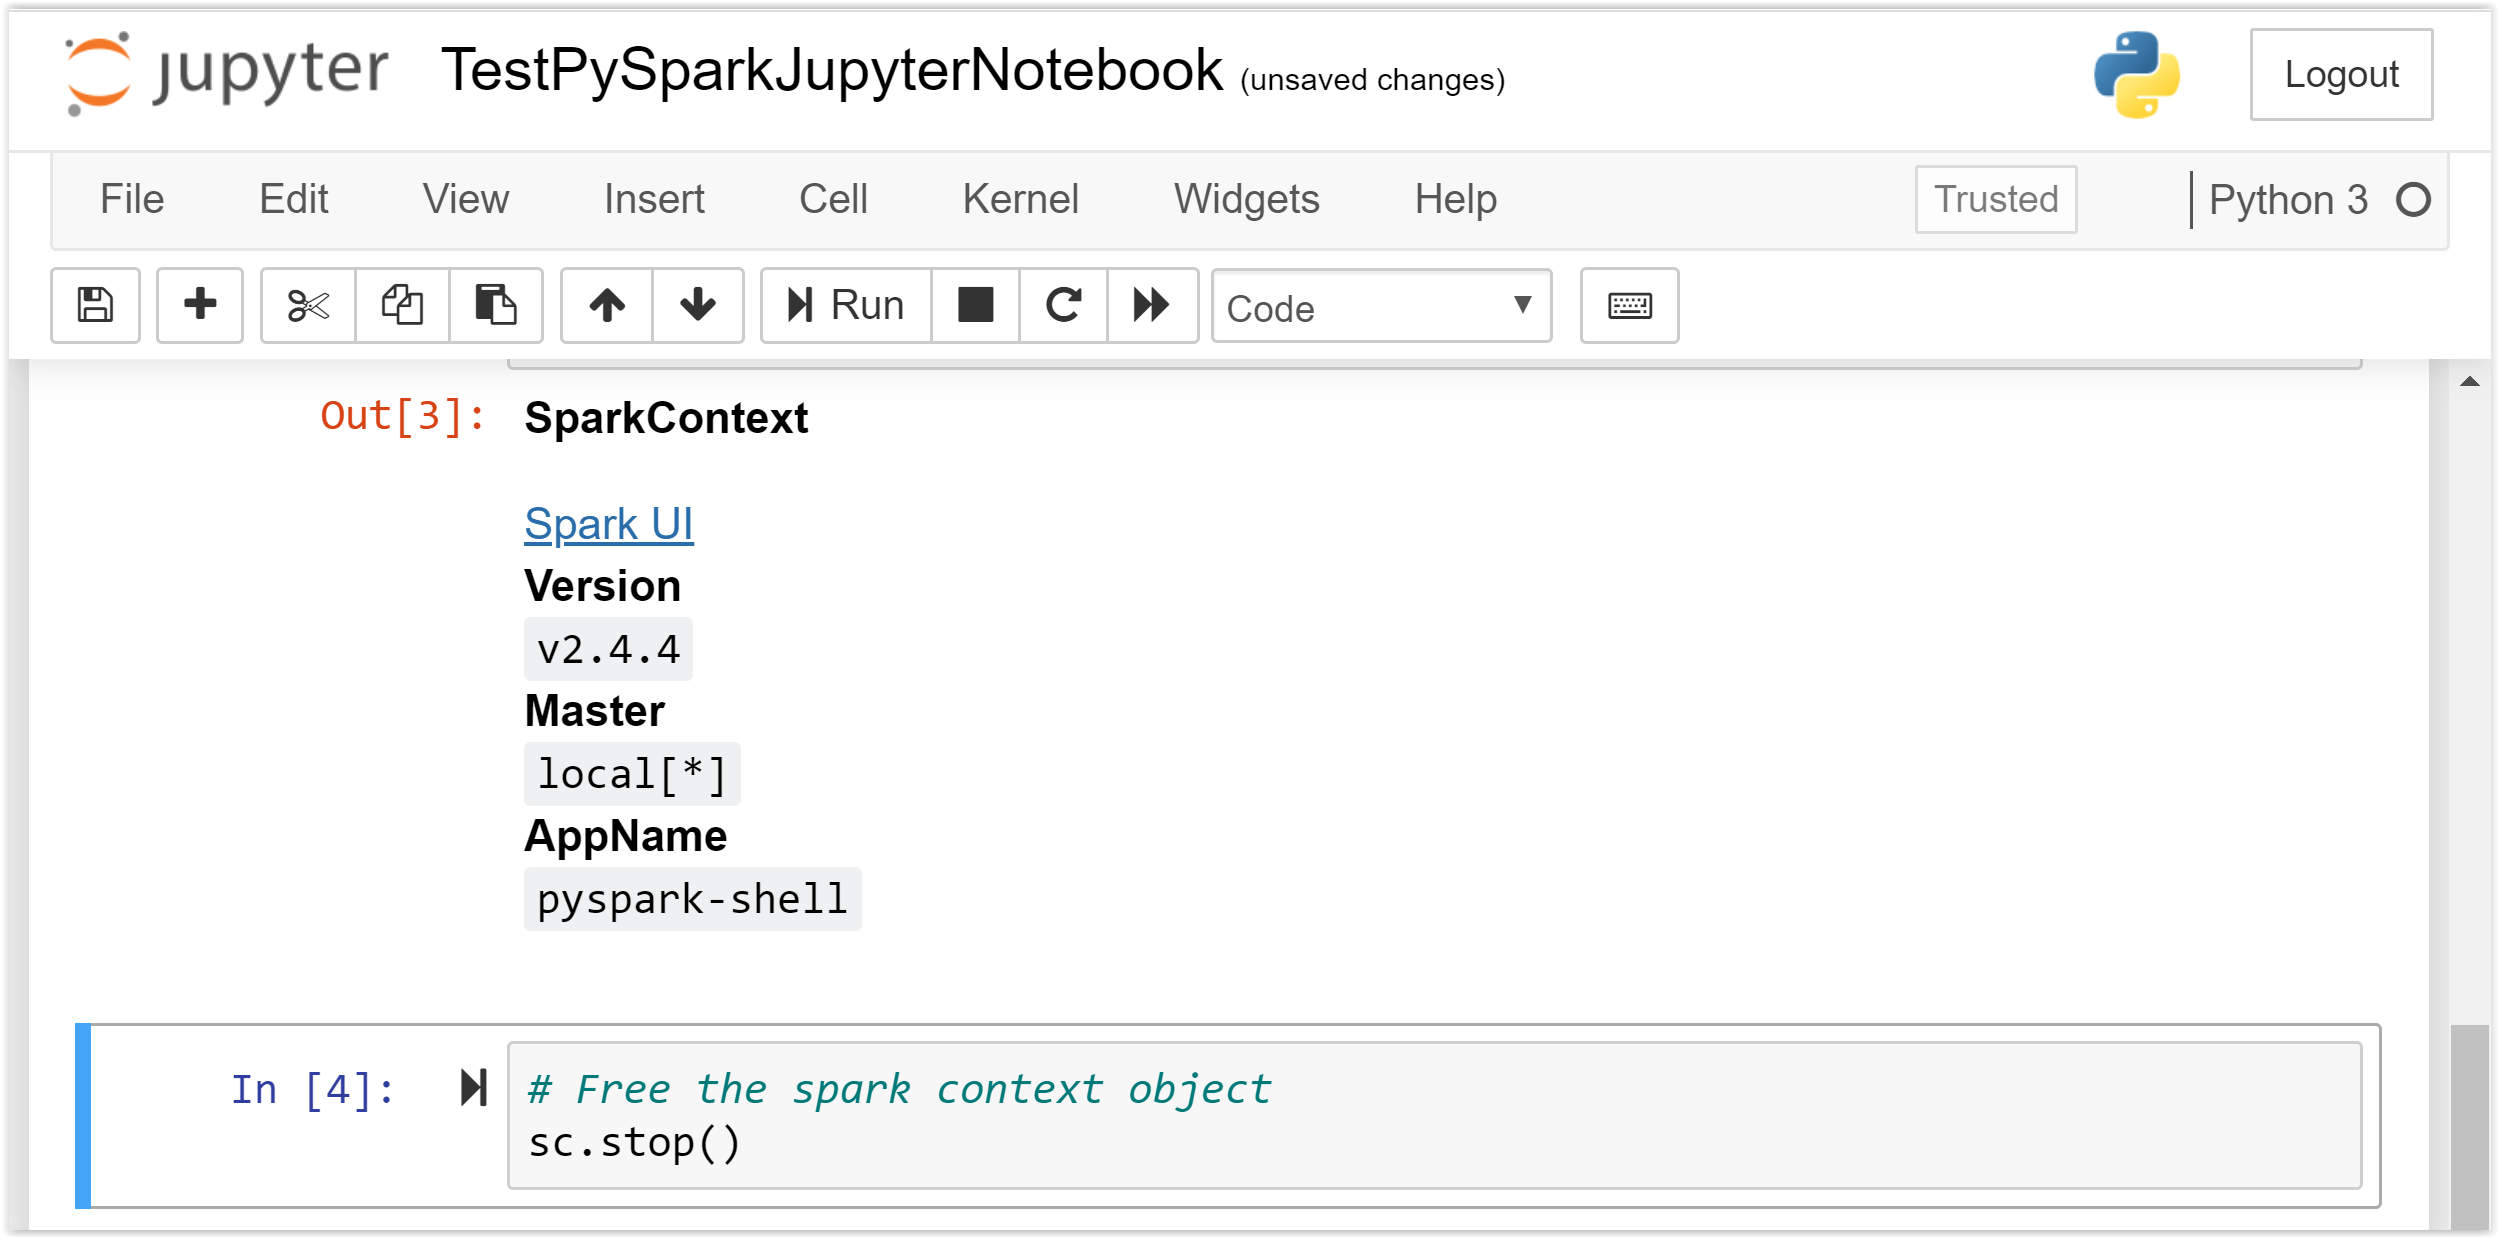 jupyter TestPySparkJupyterNotebook (unsaved changes) Logout
File Edit View Insert Cell Kernel Widgets Help Trusted Python 3
Run Code
Out[3]: SparkContext
Spark UI
Version
v2.4.4
Master
local[*]
AppName
pyspark-shell
In [4]: # Free the spark context object
sc.stop()